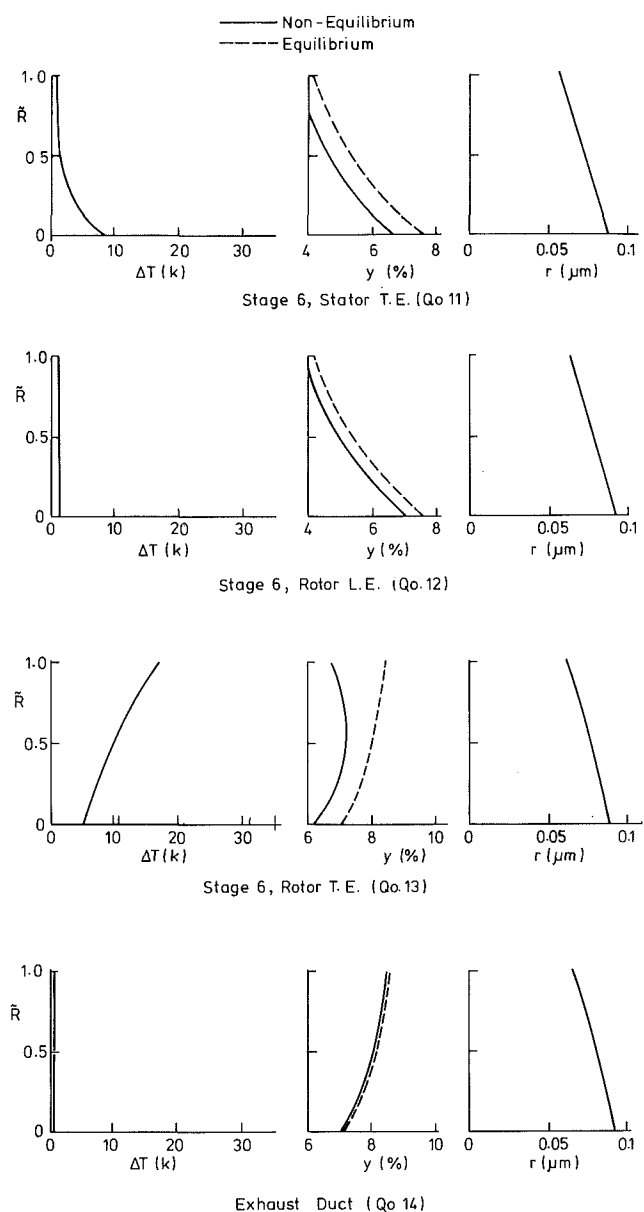 Non-Equilibrium
Equilibrium
1.0
R̃
0.5
0
0 10 20 30
ΔT (k)
4 6 8
y (%)
0 0.05 0.1
r (μm)
Stage 6, Stator T.E. (Qo 11)
1.0
R̃
0.5
0
0 10 20 30
ΔT (k)
4 6 8
y (%)
0 0.05 0.1
r (μm)
Stage 6, Rotor L.E. (Qo.12)
1.0
R̃
0.5
0
0 10 20 30
ΔT (k)
6 8 10
y (%)
0 0.05 0.1
r (μm)
Stage 6, Rotor T.E. (Qo.13)
1.0
R̃
0.5
0
0 10 20 30
ΔT (k)
6 8 10
y (%)
0 0.05 0.1
r (μm)
Exhaust Duct (Qo 14)